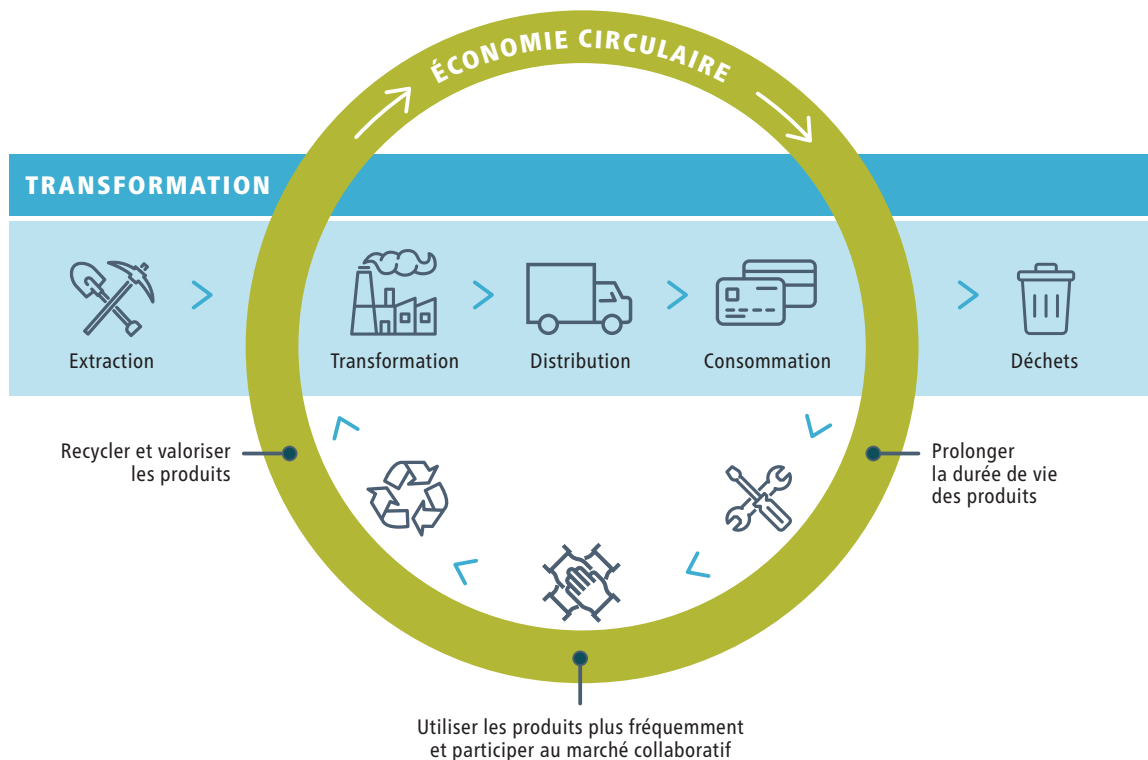 ÉCONOMIE CIRCULAIRE
TRANSFORMATION
Extraction
Transformation
Distribution
Consommation
Déchets
Recycler et valoriser
les produits
Prolonger
la durée de vie
des produits
Utiliser les produits plus fréquemment
et participer au marché collaboratif